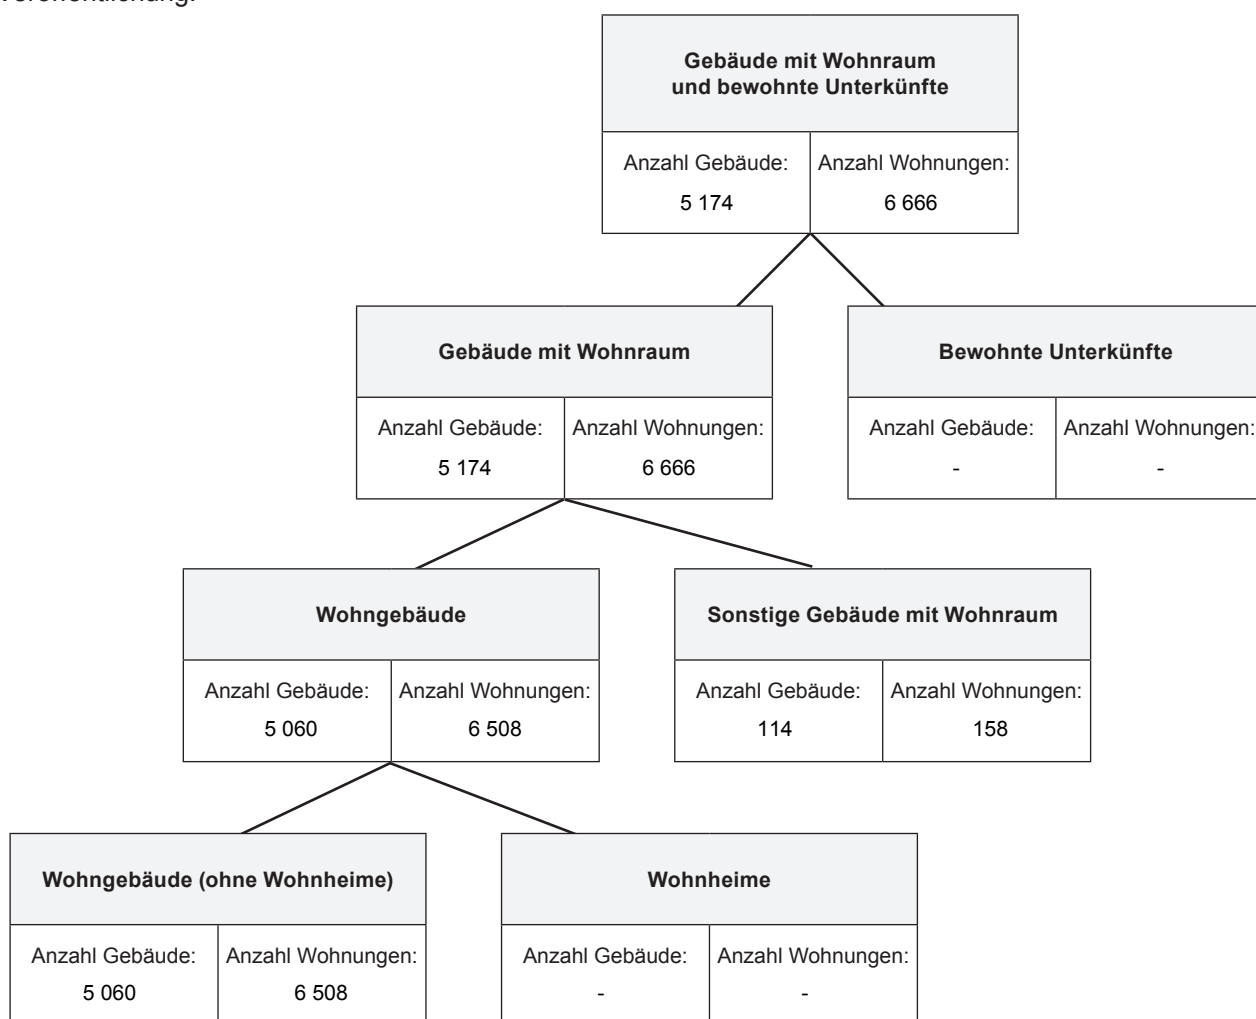 Veröffentlichung.
Gebäude mit Wohnraum
und bewohnte Unterkünfte
Anzahl Gebäude: Anzahl Wohnungen:
5 174 6 666
Gebäude mit Wohnraum Bewohnte Unterkünfte
Anzahl Gebäude: Anzahl Wohnungen: Anzahl Gebäude: Anzahl Wohnungen:
5 174 6 666 - -
Wohngebäude Sonstige Gebäude mit Wohnraum
Anzahl Gebäude: Anzahl Wohnungen: Anzahl Gebäude: Anzahl Wohnungen:
5 060 6 508 114 158
Wohngebäude (ohne Wohnheime) Wohnheime
Anzahl Gebäude: Anzahl Wohnungen: Anzahl Gebäude: Anzahl Wohnungen:
5 060 6 508 - -